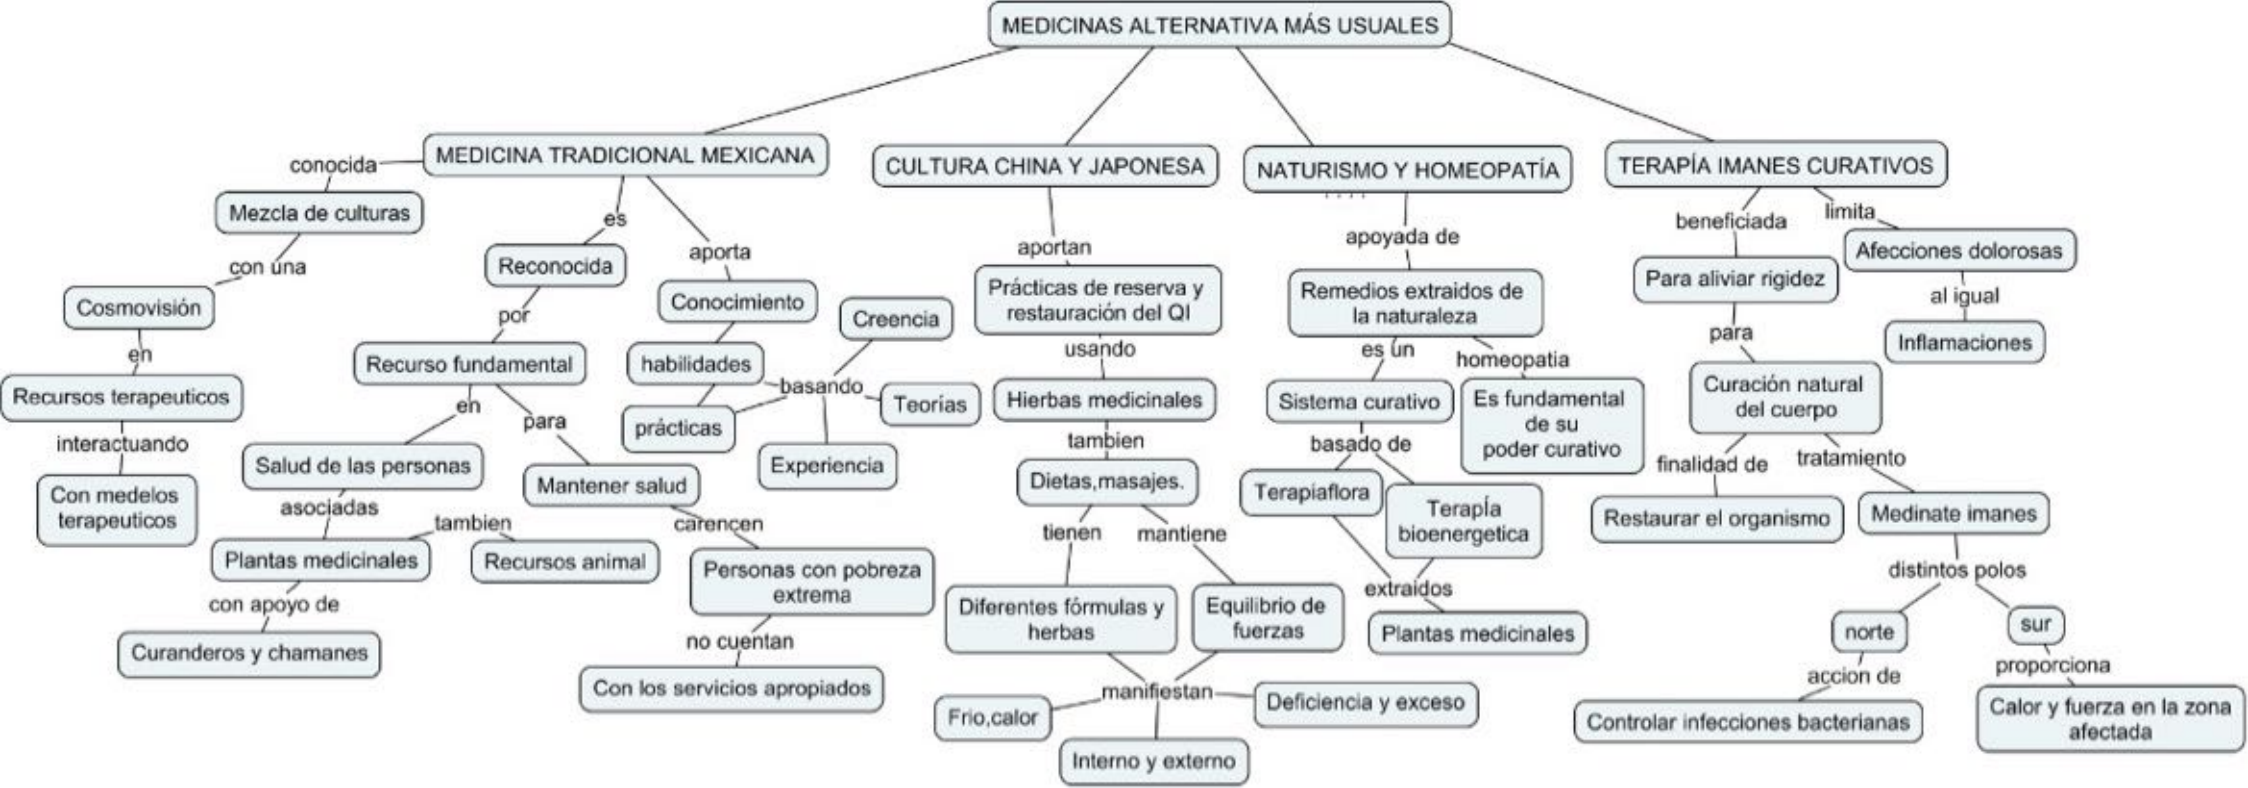 MEDICINAS ALTERNATIVA MÁS USUALES
MEDICINA TRADICIONAL MEXICANA
conocida
Mezcla de culturas
con una
Cosmovisión
en
Recursos terapeuticos
interactuando
Con medelos
terapeuticos
es
Reconocida
por
Recurso fundamental
en
Salud de las personas
asociadas
Plantas medicinales
tambien
Recursos animal
con apoyo de
Curanderos y chamanes
para
Mantener salud
carencen
Personas con pobreza
extrema
no cuentan
Con los servicios apropiados
aporta
Conocimiento
habilidades
prácticas
basando
Creencia
Teorías
Experiencia
CULTURA CHINA Y JAPONESA
aportan
Prácticas de reserva y
restauración del QI
usando
Hierbas medicinales
tambien
Dietas,masajes.
tienen
Diferentes fórmulas y
herbas
mantiene
Equilibrio de
fuerzas
manifiestan
Frio,calor
Interno y externo
Deficiencia y exceso
NATURISMO Y HOMEOPATÍA
apoyada de
Remedios extraidos de
la naturaleza
es un
Sistema curativo
homeopatia
Es fundamental
de su
poder curativo
basado de
Terapiaflora
TerapÍa
bioenergetica
extraidos
Plantas medicinales
TERAPÍA IMANES CURATIVOS
beneficiada
Para aliviar rigidez
para
Curación natural
del cuerpo
finalidad de
Restaurar el organismo
tratamiento
Medinate imanes
distintos polos
norte
accion de
Controlar infecciones bacterianas
sur
proporciona
Calor y fuerza en la zona
afectada
limita
Afecciones dolorosas
al igual
Inflamaciones